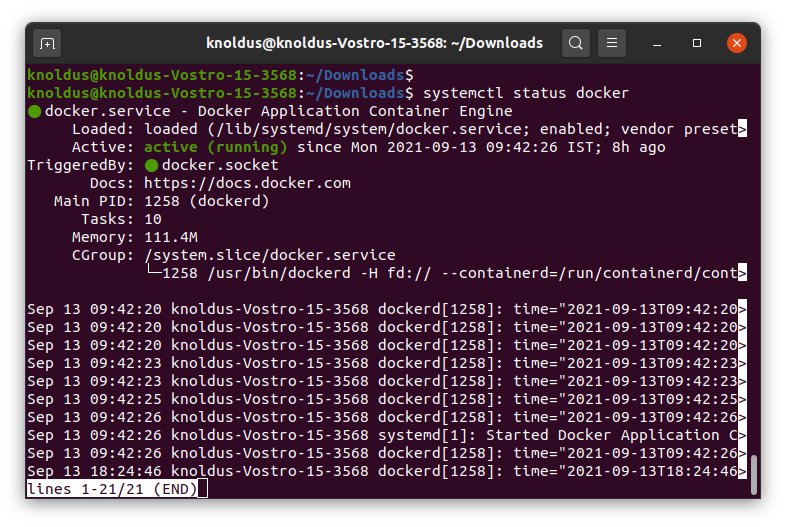 knoldus@knoldus-Vostro-15-3568: ~/Downloads
knoldus@knoldus-Vostro-15-3568:~/Downloads$
knoldus@knoldus-Vostro-15-3568:~/Downloads$ systemctl status docker
● docker.service - Docker Application Container Engine
     Loaded: loaded (/lib/systemd/system/docker.service; enabled; vendor preset>
     Active: active (running) since Mon 2021-09-13 09:42:26 IST; 8h ago
TriggeredBy: ● docker.socket
       Docs: https://docs.docker.com
   Main PID: 1258 (dockerd)
      Tasks: 10
     Memory: 111.4M
     CGroup: /system.slice/docker.service
             └─1258 /usr/bin/dockerd -H fd:// --containerd=/run/containerd/cont>
Sep 13 09:42:20 knoldus-Vostro-15-3568 dockerd[1258]: time="2021-09-13T09:42:20>
Sep 13 09:42:20 knoldus-Vostro-15-3568 dockerd[1258]: time="2021-09-13T09:42:20>
Sep 13 09:42:20 knoldus-Vostro-15-3568 dockerd[1258]: time="2021-09-13T09:42:20>
Sep 13 09:42:23 knoldus-Vostro-15-3568 dockerd[1258]: time="2021-09-13T09:42:23>
Sep 13 09:42:23 knoldus-Vostro-15-3568 dockerd[1258]: time="2021-09-13T09:42:23>
Sep 13 09:42:25 knoldus-Vostro-15-3568 dockerd[1258]: time="2021-09-13T09:42:25>
Sep 13 09:42:26 knoldus-Vostro-15-3568 dockerd[1258]: time="2021-09-13T09:42:26>
Sep 13 09:42:26 knoldus-Vostro-15-3568 systemd[1]: Started Docker Application C>
Sep 13 09:42:26 knoldus-Vostro-15-3568 dockerd[1258]: time="2021-09-13T09:42:26>
Sep 13 18:24:46 knoldus-Vostro-15-3568 dockerd[1258]: time="2021-09-13T18:24:46>
lines 1-21/21 (END)